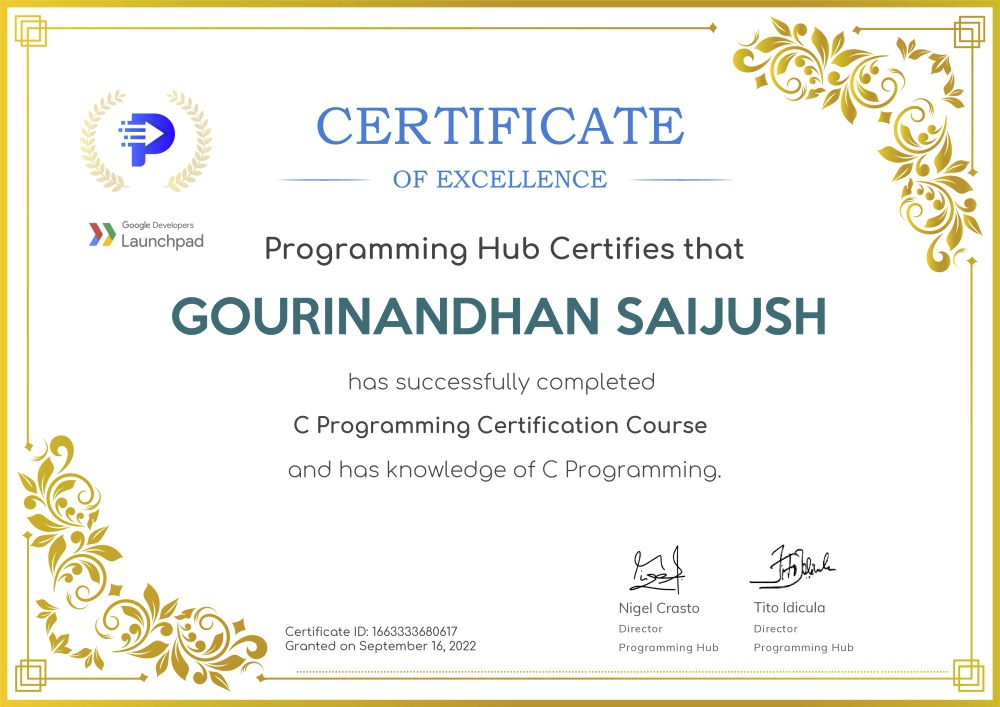 CERTIFICATE
OF EXCELLENCE
Google Developers
Launchpad
Programming Hub Certifies that
GOURINANDHAN SAIJUSH
has successfully completed
C Programming Certification Course
and has knowledge of C Programming.
Nigel Crasto
Director
Programming Hub
Tito Idicula
Director
Programming Hub
Certificate ID: 1663333680617
Granted on September 16, 2022